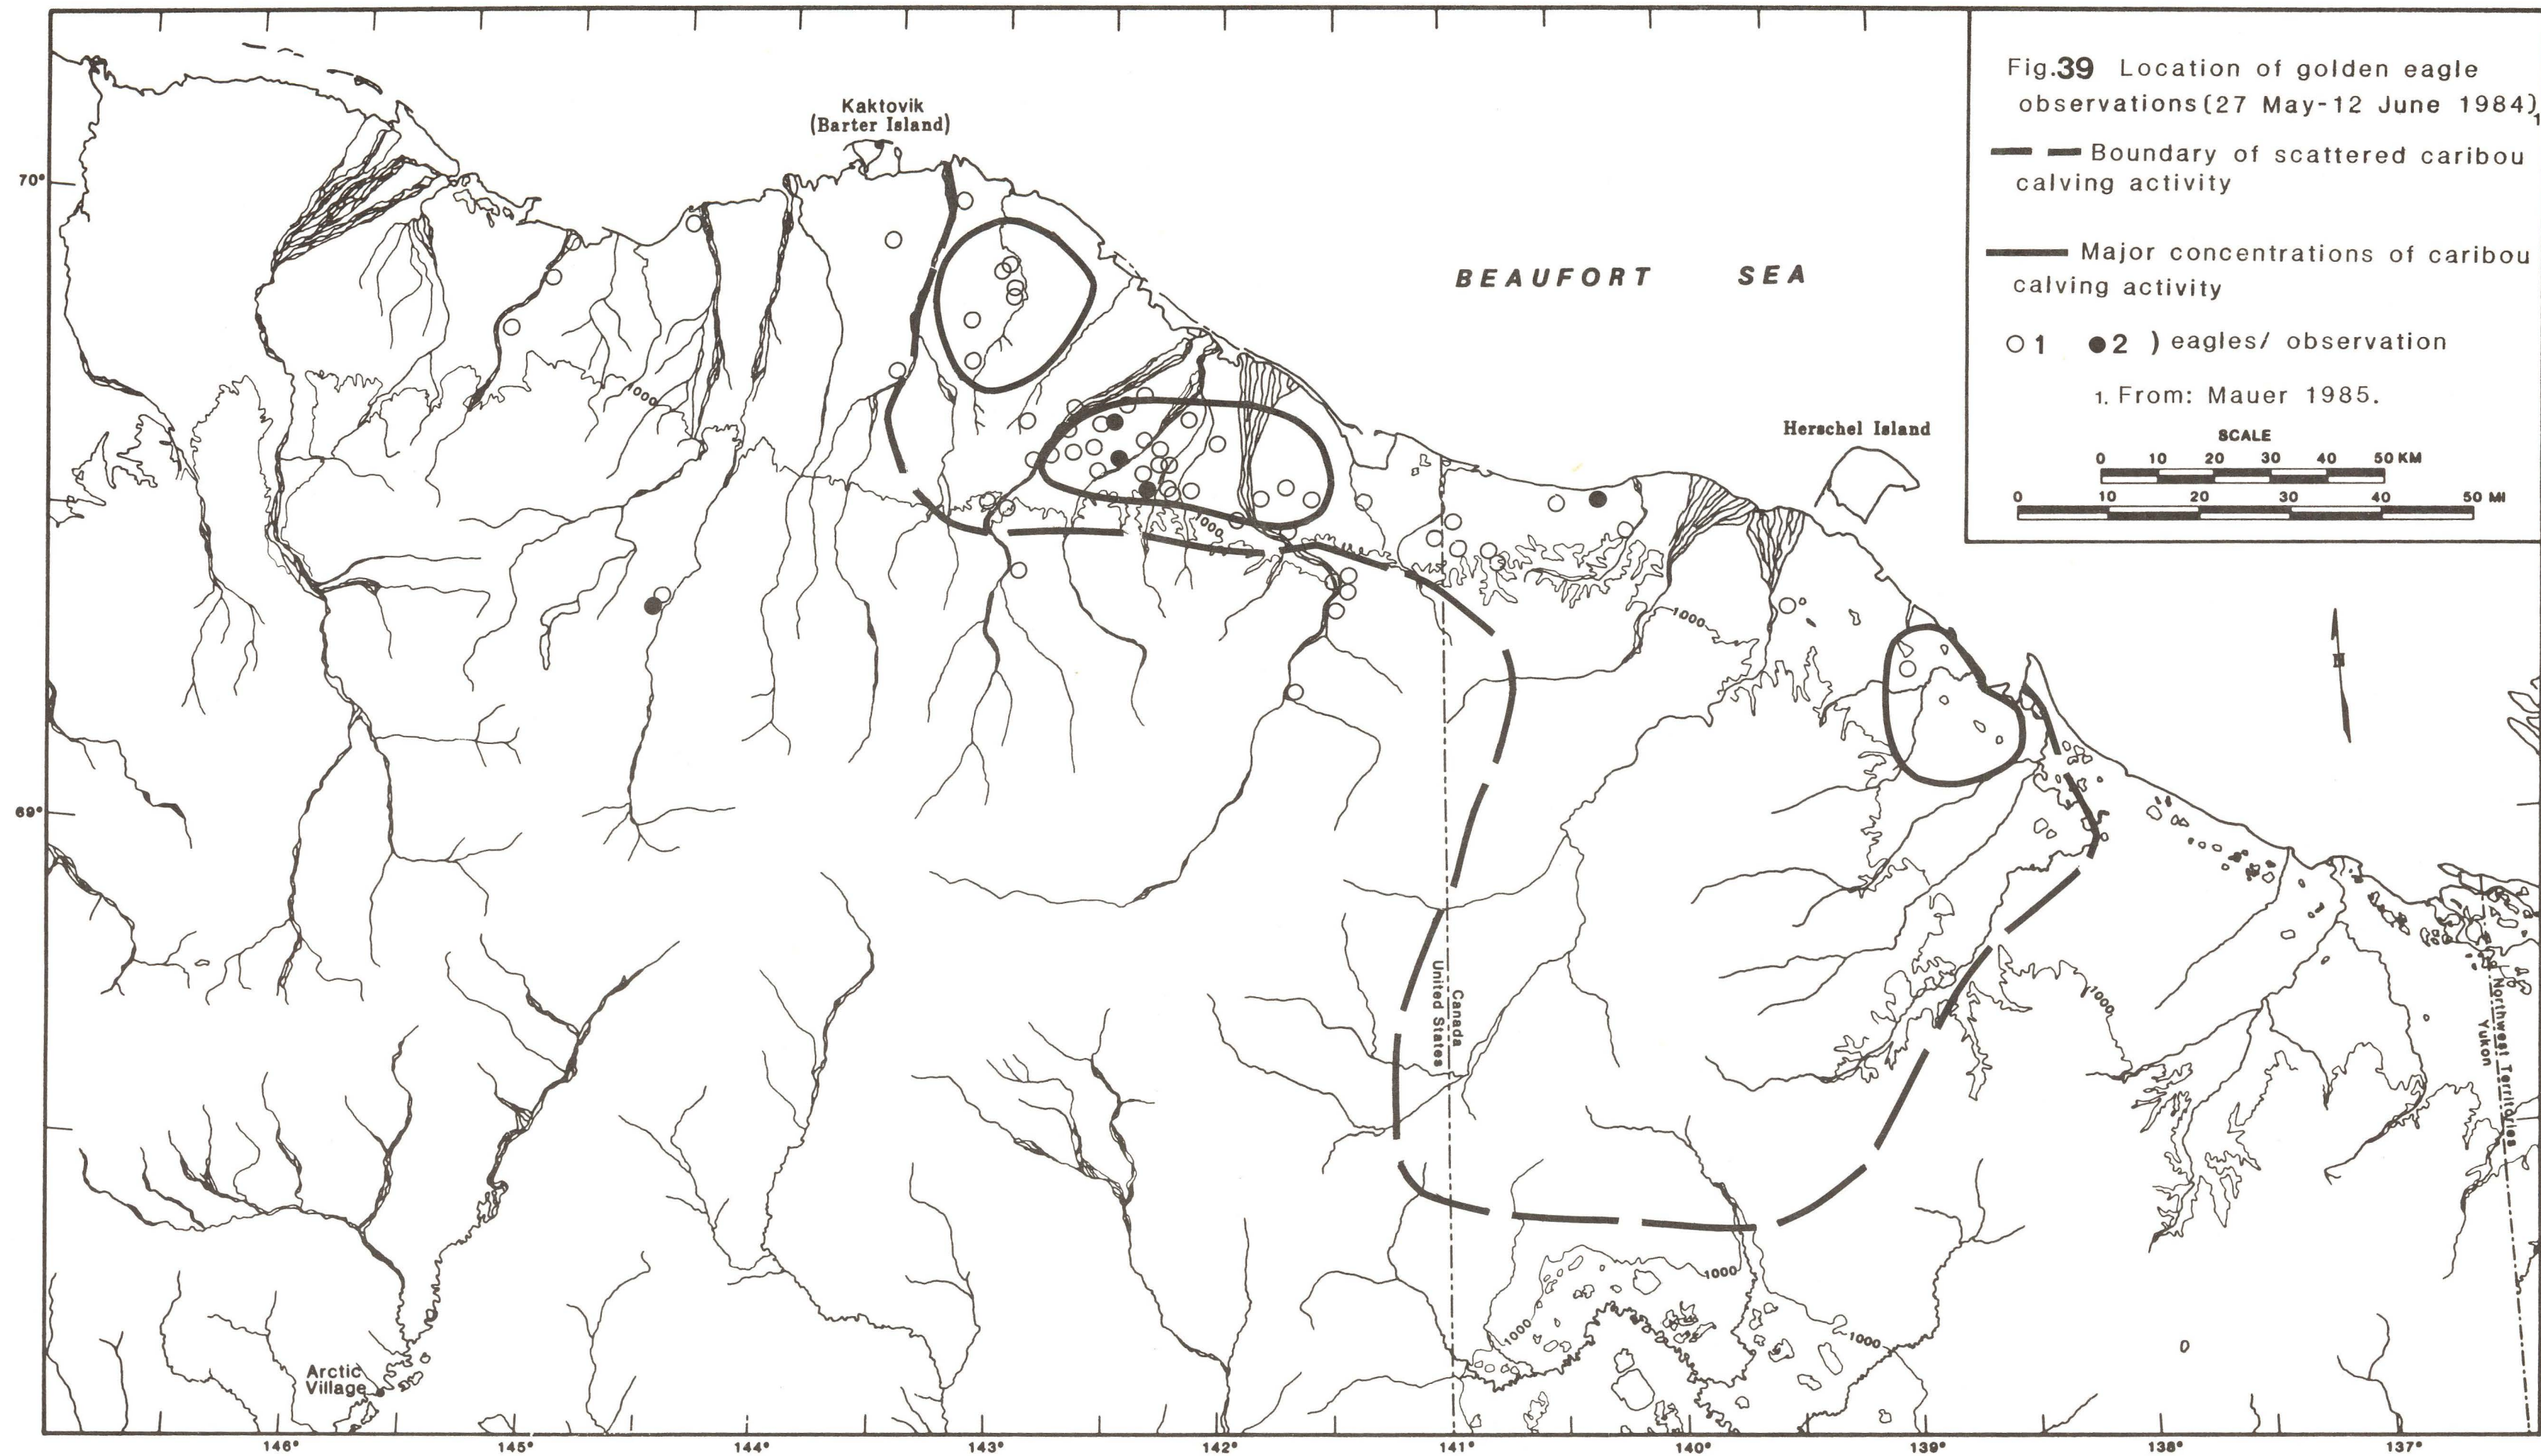 Fig.39 Location of golden eagle
observations(27 May-12 June 1984)1
Boundary of scattered caribou
calving activity
Major concentrations of caribou
calving activity
1 2 ) eagles/ observation
1. From: Mauer 1985.
SCALE
0 10 20 30 40 50 KM
0 10 20 30 40 50 MI
Kaktovik
(Barter Island)
70°
BEAUFORT SEA
1000
Herschel Island
1000
1000
N
69°
United States
Canada
1000
Northwest Territories
Yukon
1000
1000
1000
Arctic
Village
146° 145° 144° 143° 142° 141° 140° 139° 138° 137°